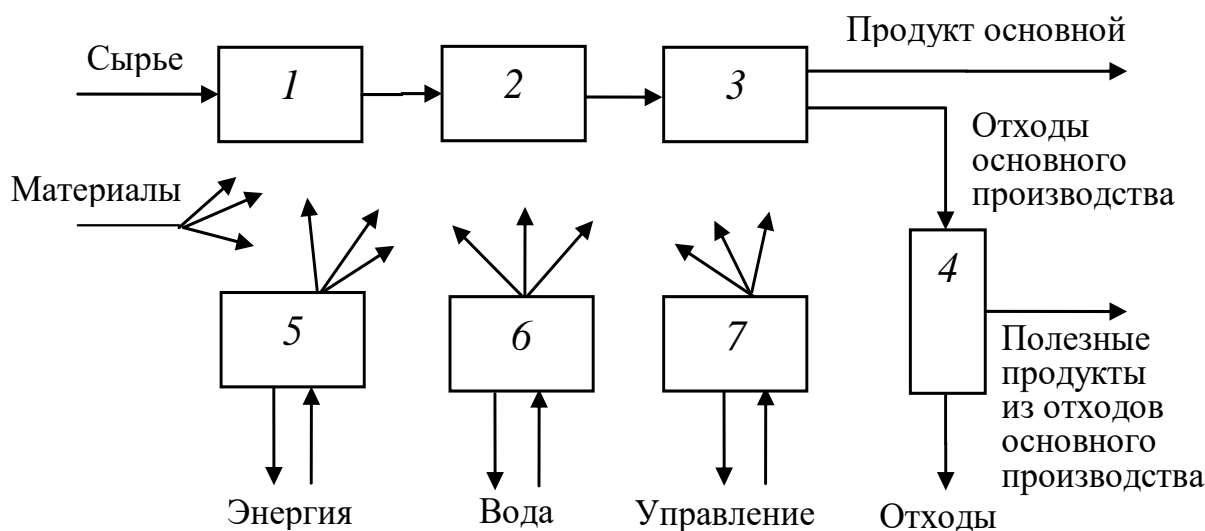 Продукт основной
Сырье
1
2
3
Отходы
основного
производства
Материалы
4
5
6
7
Полезные
продукты
из отходов
основного
производства
Энергия
Вода
Управление
Отходы